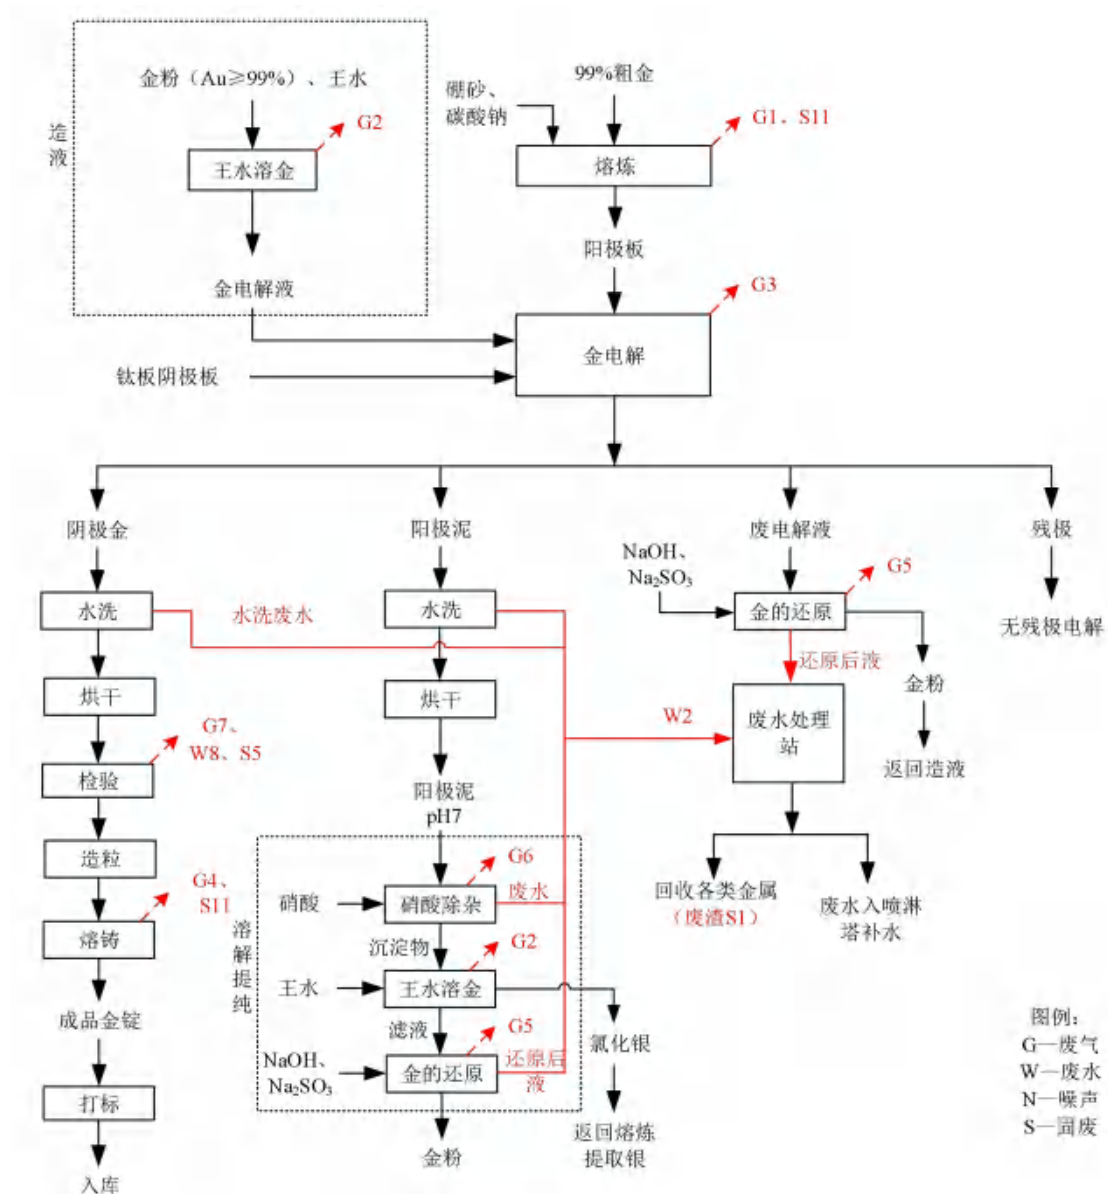 金粉（Au≥99%）、王水
造
液
G2
王水溶金
金电解液
硼砂、
碳酸钠
99%粗金
G1、S11
熔炼
阳极板
G3
金电解
钛板阴极板
阴极金
阳极泥
废电解液
残极
水洗
水洗废水
水洗
NaOH、
Na₂SO₃
G5
金的还原
无残极电解
还原后液
金粉
返回造液
烘干
烘干
W2
废水处理
站
G7、
W8、S5
检验
阳极泥
pH7
造粒
G4、
S11
熔铸
成品金锭
打标
入库
溶
解
提
纯
G6
硝酸
硝酸除杂
废水
沉淀物
G2
王水
王水溶金
滤液
G5
NaOH、
Na₂SO₃
金的还原
还原后
液
金粉
氯化银
返回熔炼
提取银
回收各类金属
（废渣S1）
废水入喷淋
塔补水
图例：
G—废气
W—废水
N—噪声
S—固废